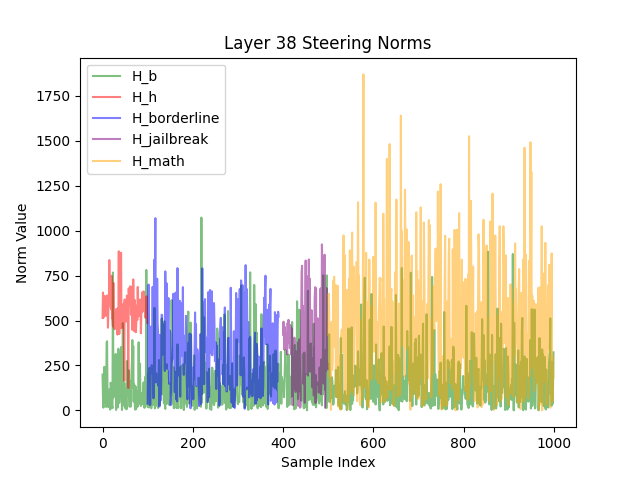 Layer 38 Steering Norms
H_b
H_h
H_borderline
H_jailbreak
H_math
Norm Value
1750
1500
1250
1000
750
500
250
0
0 200 400 600 800 1000
Sample Index